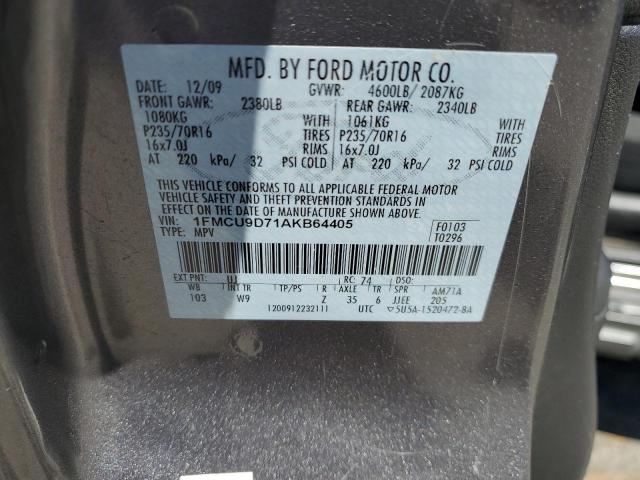 MFD. BY FORD MOTOR CO.
DATE: 12/09 GVWR: 4600LB/ 2087KG
FRONT GAWR: 2380LB REAR GAWR: 2340LB
1080KG WITH 1061KG WITH
P235/70R16 TIRES P235/70R16 TIRES
16x7.0J RIMS 16x7.0J RIMS
AT 220 kPa/ 32 PSI COLD AT 220 kPa/ 32 PSI COLD
THIS VEHICLE CONFORMS TO ALL APPLICABLE FEDERAL MOTOR
VEHICLE SAFETY AND THEFT PREVENTION STANDARDS IN
EFFECT ON THE DATE OF MANUFACTURE SHOWN ABOVE.
VIN: 1FMCU9D71AKB64405 F0103
TYPE: MPV T0296
EXT PNT: UJ RC: 74 DSO:
WB INT TR TP/PS R AXLE TR SPR AM71A
103 W9 Z 35 6 JJEE 205
1200912232111 UTC ▽5U5A-1520472-BA